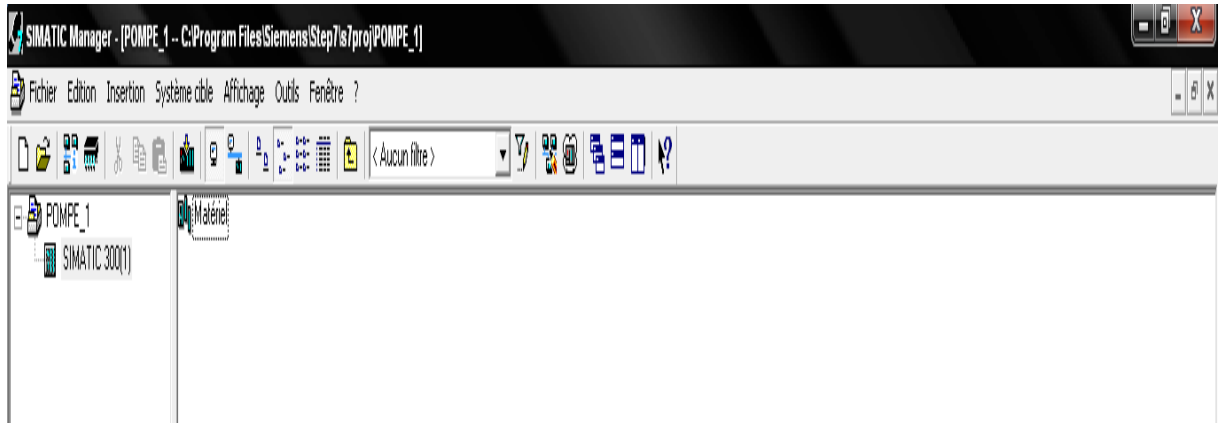 SIMATIC Manager - [POMPE_1 -- C:\Program Files\Siemens\Step7\s7proj\POMPE_1]
Fichier Edition Insertion Système cible Affichage Outils Fenêtre ?
< Aucun filtre >
POMPE_1
Matériel
SIMATIC 300(1)